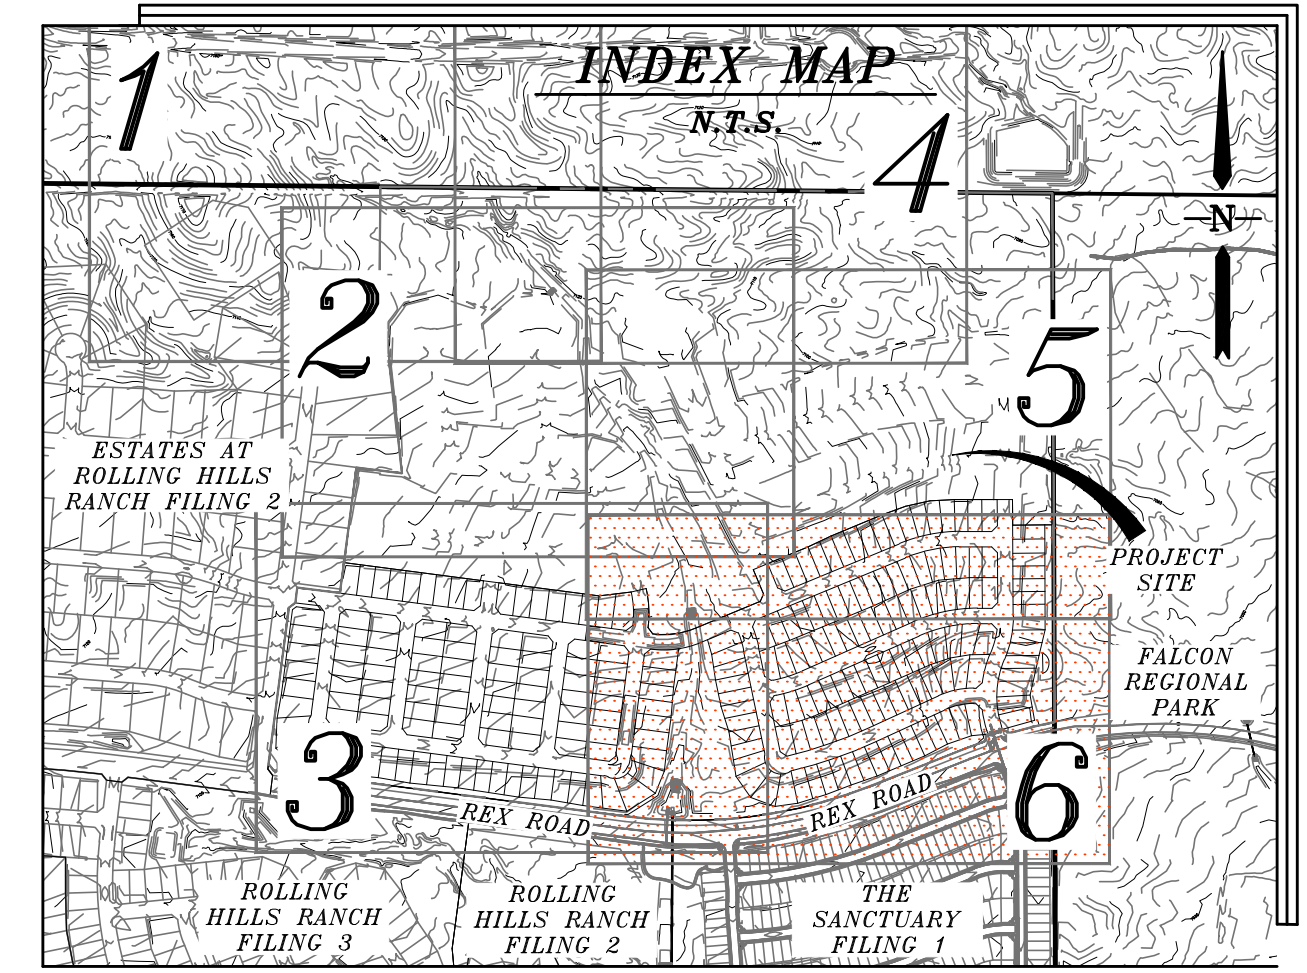 INDEX MAP
N.T.S.
1
4
N
2
5
ESTATES AT
ROLLING HILLS
RANCH FILING 2
PROJECT
SITE
FALCON
REGIONAL
PARK
3
6
REX ROAD
REX ROAD
ROLLING
HILLS RANCH
FILING 3
ROLLING
HILLS RANCH
FILING 2
THE
SANCTUARY
FILING 1